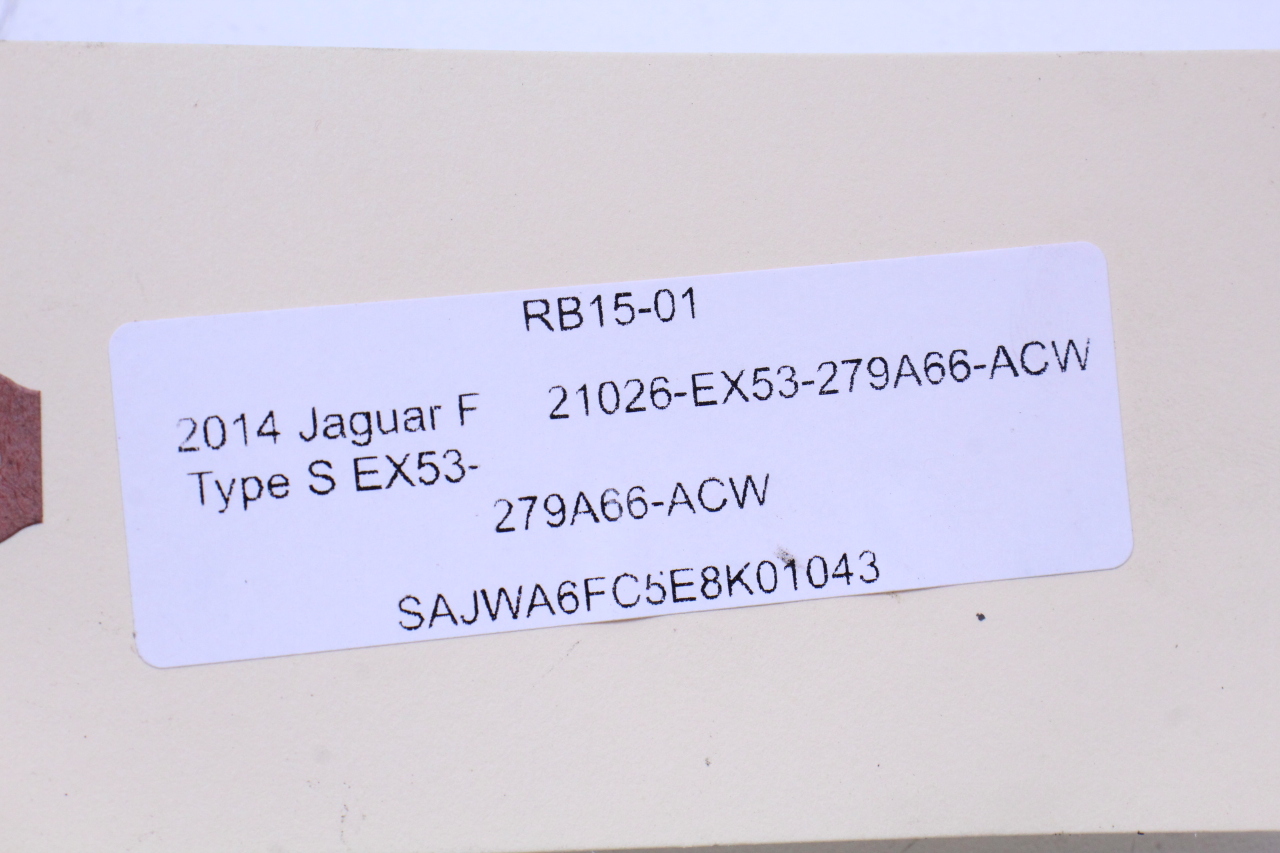 RB15-01
2014 Jaguar F 21026-EX53-279A66-ACW
Type S EX53-
279A66-ACW
SAJWA6FC5E8K01043